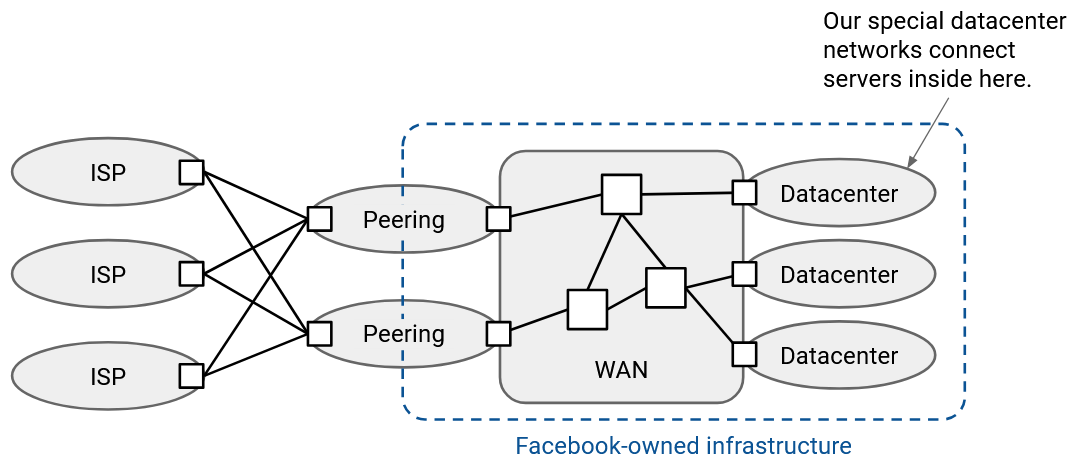 Our special datacenter
networks connect
servers inside here.
ISP
Peering
Datacenter
ISP
Datacenter
Peering
Datacenter
ISP
WAN
Facebook-owned infrastructure